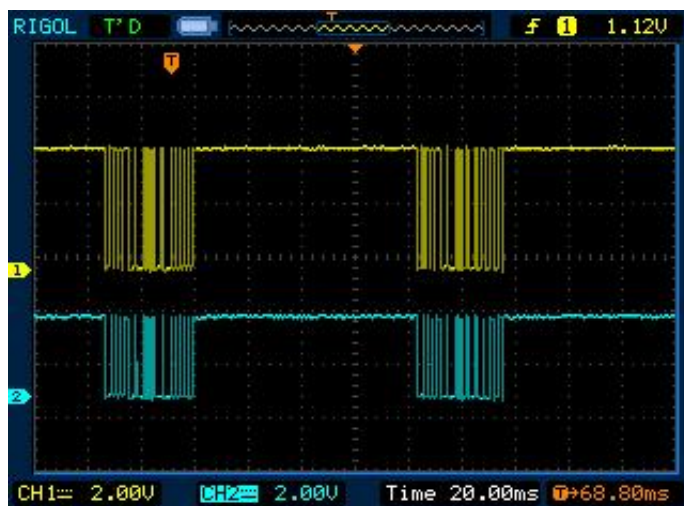 RIGOL T'D T f 1 1.12V
T
1
2
CH1 2.00V CH2 2.00V Time 20.00ms T→68.80ms